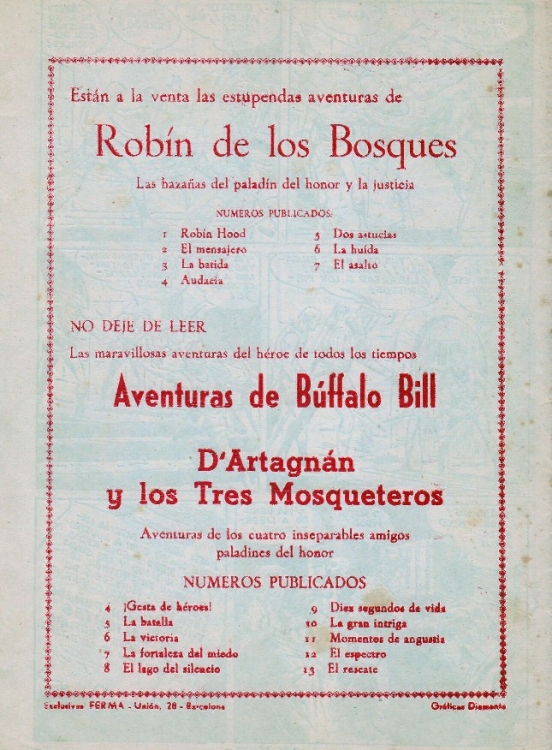 Están a la venta las estupendas aventuras de
Robín de los Bosques
Las hazañas del paladín del honor y la justicia
NUMEROS PUBLICADOS:
1 Robin Hood
2 El mensajero
3 La batida
4 Audacia
5 Dos astucias
6 La huída
7 El asalto
NO DEJE DE LEER
Las maravillosas aventuras del héroe de todos los tiempos
Aventuras de Búffalo Bill
D'Artagnán
y los Tres Mosqueteros
Aventuras de los cuatro inseparables amigos
paladines del honor
NUMEROS PUBLICADOS
4 ¡Gesta de héroes!
5 La batalla
6 La victoria
7 La fortaleza del miedo
8 El lago del silencio
9 Diez segundos de vida
10 La gran intriga
11 Momentos de angustia
12 El espectro
13 El rescate
Exclusivas FERMA - Unión, 28 - Barcelona
Gráficas Diamante